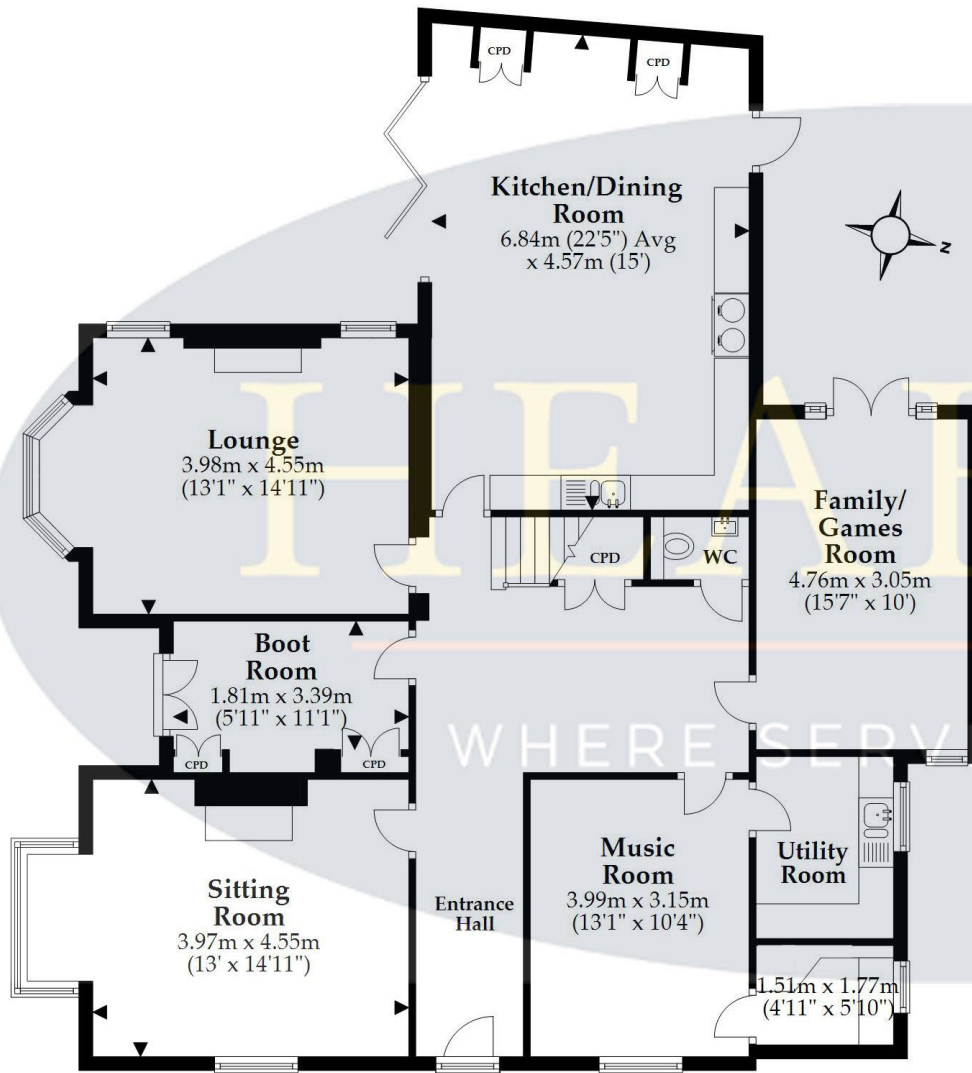 CPD
CPD
Kitchen/Dining
Room
6.84m (22'5") Avg
x 4.57m (15')
N
Lounge
3.98m x 4.55m
(13'1" x 14'11")
Family/
Games
Room
4.76m x 3.05m
(15'7" x 10')
CPD
WC
Boot
Room
1.81m x 3.39m
(5'11" x 11'1")
CPD
CPD
WHERE SERV
Sitting
Room
3.97m x 4.55m
(13' x 14'11")
Entrance
Hall
Music
Room
3.99m x 3.15m
(13'1" x 10'4")
Utility
Room
1.51m x 1.77m
(4'11" x 5'10")